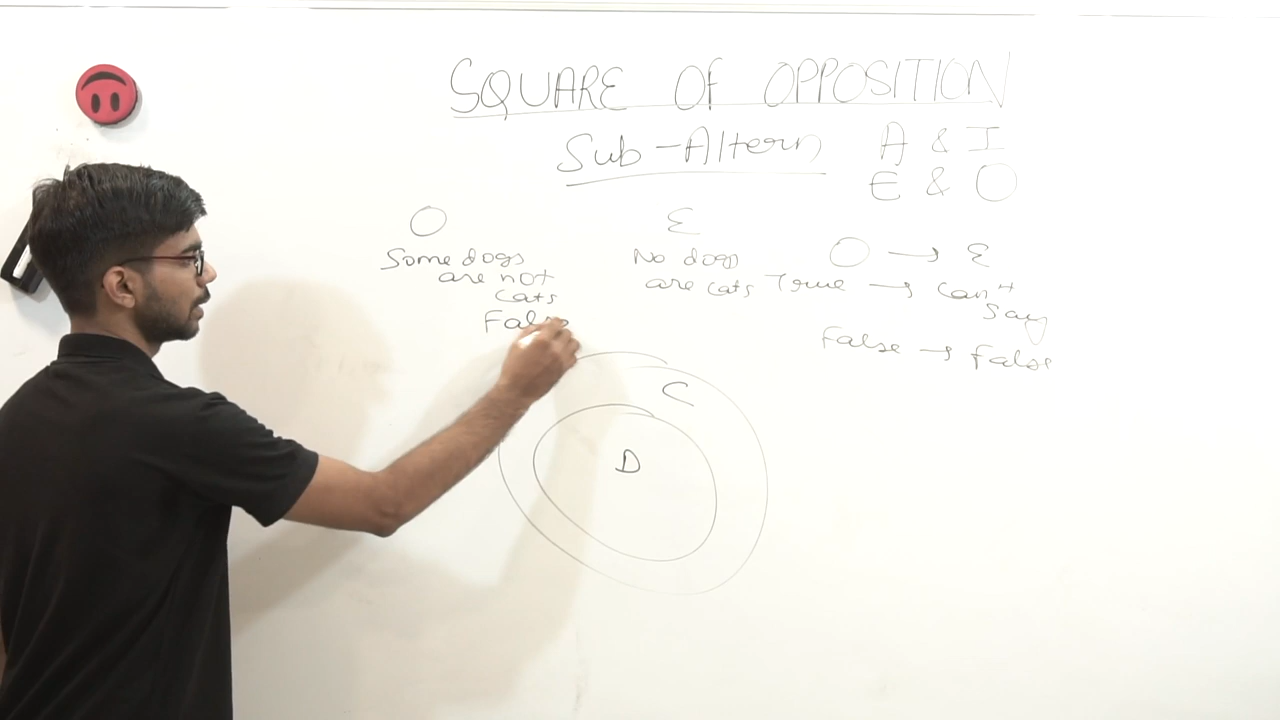 SQUARE OF OPPOSITION
Sub-Altern
A & I
E & O
O
Some dogs
are not
cats
False
E
No dogs
are cats
O → E
True → Can't
Say
False → False
C
D